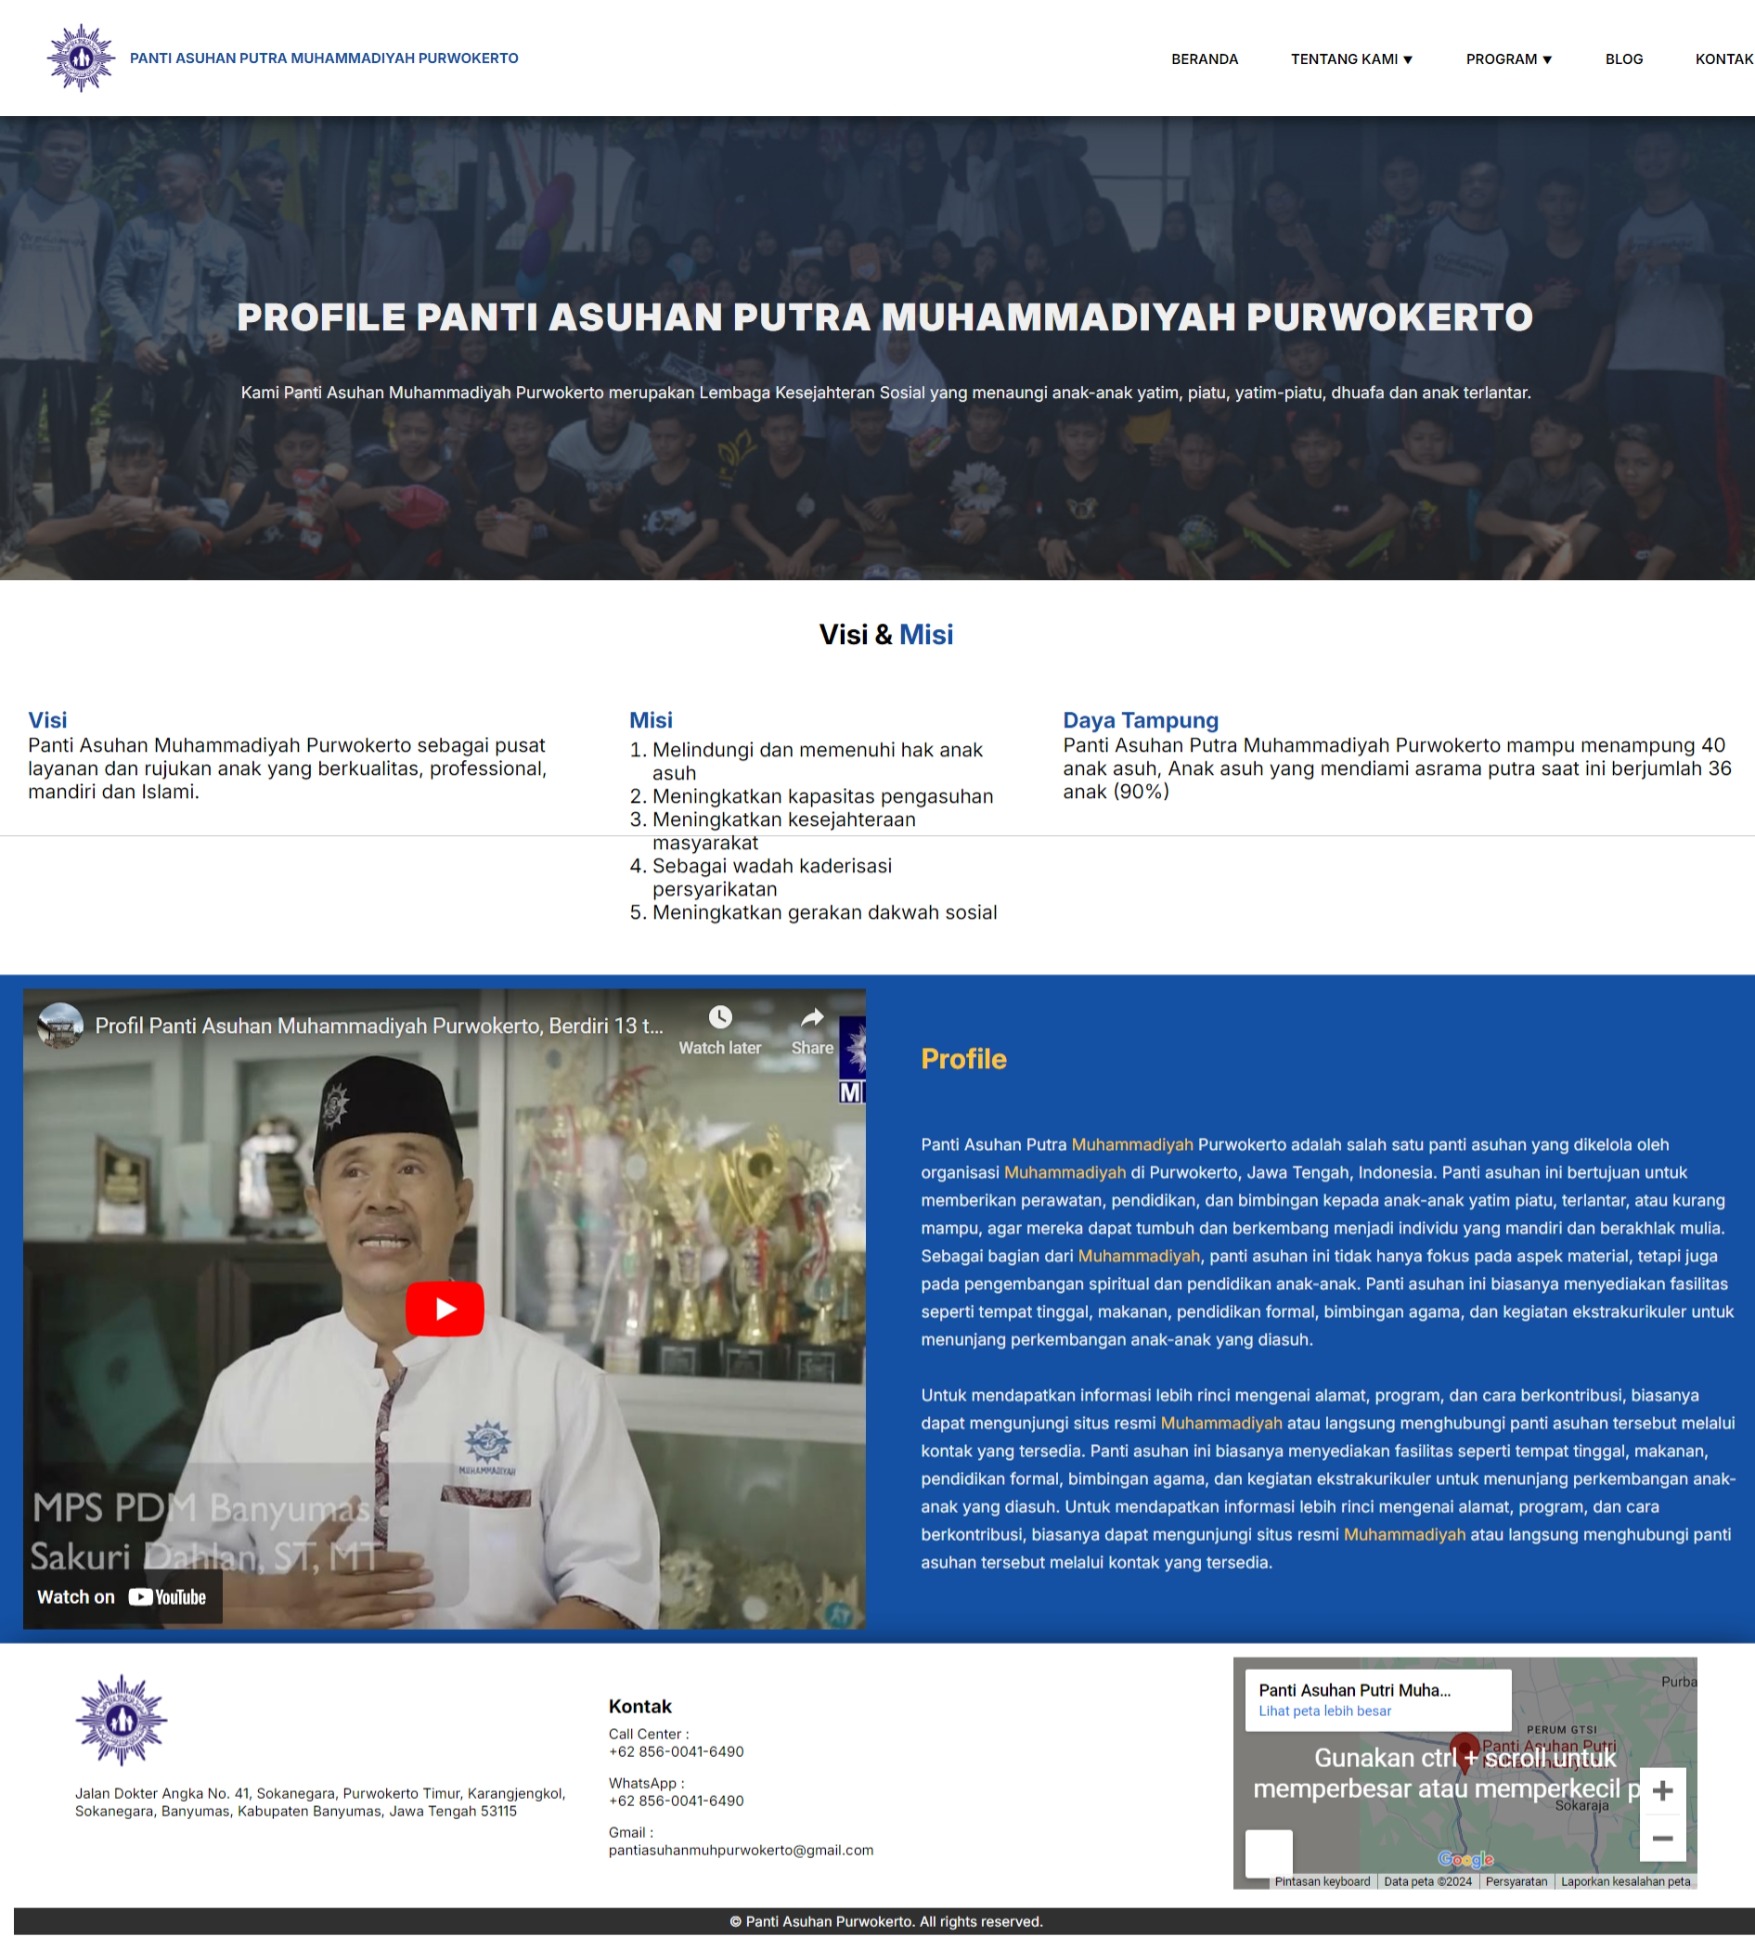 PANTI ASUHAN PUTRA MUHAMMADIYAH PURWOKERTO
BERANDA
TENTANG KAMI ▼
PROGRAM ▼
BLOG
KONTAK
PROFILE PANTI ASUHAN PUTRA MUHAMMADIYAH PURWOKERTO
Kami Panti Asuhan Muhammadiyah Purwokerto merupakan Lembaga Kesejahteran Sosial yang menaungi anak-anak yatim, piatu, yatim-piatu, dhuafa dan anak terlantar.
Visi & Misi
Visi
Panti Asuhan Muhammadiyah Purwokerto sebagai pusat
layanan dan rujukan anak yang berkualitas, professional,
mandiri dan Islami.
Misi
1. Melindungi dan memenuhi hak anak
asuh
2. Meningkatkan kapasitas pengasuhan
3. Meningkatkan kesejahteraan
masyarakat
4. Sebagai wadah kaderisasi
persyarikatan
5. Meningkatkan gerakan dakwah sosial
Daya Tampung
Panti Asuhan Putra Muhammadiyah Purwokerto mampu menampung 40
anak asuh, Anak asuh yang mendiami asrama putra saat ini berjumlah 36
anak (90%)
Profil Panti Asuhan Muhammadiyah Purwokerto, Berdiri 13 t...
Watch later
Share
MUHAMMADIYAH
MPS PDM Banyumas
Sakuri Dahlan, ST, MT
Watch on YouTube
Profile
Panti Asuhan Putra Muhammadiyah Purwokerto adalah salah satu panti asuhan yang dikelola oleh
organisasi Muhammadiyah di Purwokerto, Jawa Tengah, Indonesia. Panti asuhan ini bertujuan untuk
memberikan perawatan, pendidikan, dan bimbingan kepada anak-anak yatim piatu, terlantar, atau kurang
mampu, agar mereka dapat tumbuh dan berkembang menjadi individu yang mandiri dan berakhlak mulia.
Sebagai bagian dari Muhammadiyah, panti asuhan ini tidak hanya fokus pada aspek material, tetapi juga
pada pengembangan spiritual dan pendidikan anak-anak. Panti asuhan ini biasanya menyediakan fasilitas
seperti tempat tinggal, makanan, pendidikan formal, bimbingan agama, dan kegiatan ekstrakurikuler untuk
menunjang perkembangan anak-anak yang diasuh.
Untuk mendapatkan informasi lebih rinci mengenai alamat, program, dan cara berkontribusi, biasanya
dapat mengunjungi situs resmi Muhammadiyah atau langsung menghubungi panti asuhan tersebut melalui
kontak yang tersedia. Panti asuhan ini biasanya menyediakan fasilitas seperti tempat tinggal, makanan,
pendidikan formal, bimbingan agama, dan kegiatan ekstrakurikuler untuk menunjang perkembangan anak-
anak yang diasuh. Untuk mendapatkan informasi lebih rinci mengenai alamat, program, dan cara
berkontribusi, biasanya dapat mengunjungi situs resmi Muhammadiyah atau langsung menghubungi panti
asuhan tersebut melalui kontak yang tersedia.
Jalan Dokter Angka No. 41, Sokanegara, Purwokerto Timur, Karangjengkol,
Sokanegara, Banyumas, Kabupaten Banyumas, Jawa Tengah 53115
Kontak
Call Center :
+62 856-0041-6490
WhatsApp :
+62 856-0041-6490
Gmail :
pantiasuhanmuhpurwokerto@gmail.com
Panti Asuhan Putri Muha...
Lihat peta lebih besar
Purba
PERUM GTSI
Panti Asuhan Putri
Gunakan ctrl + scroll untuk
memperbesar atau memperkecil p
Sokaraja
Google
Pintasan keyboard
Data peta ©2024
Persyaratan
Laporkan kesalahan peta
© Panti Asuhan Purwokerto. All rights reserved.